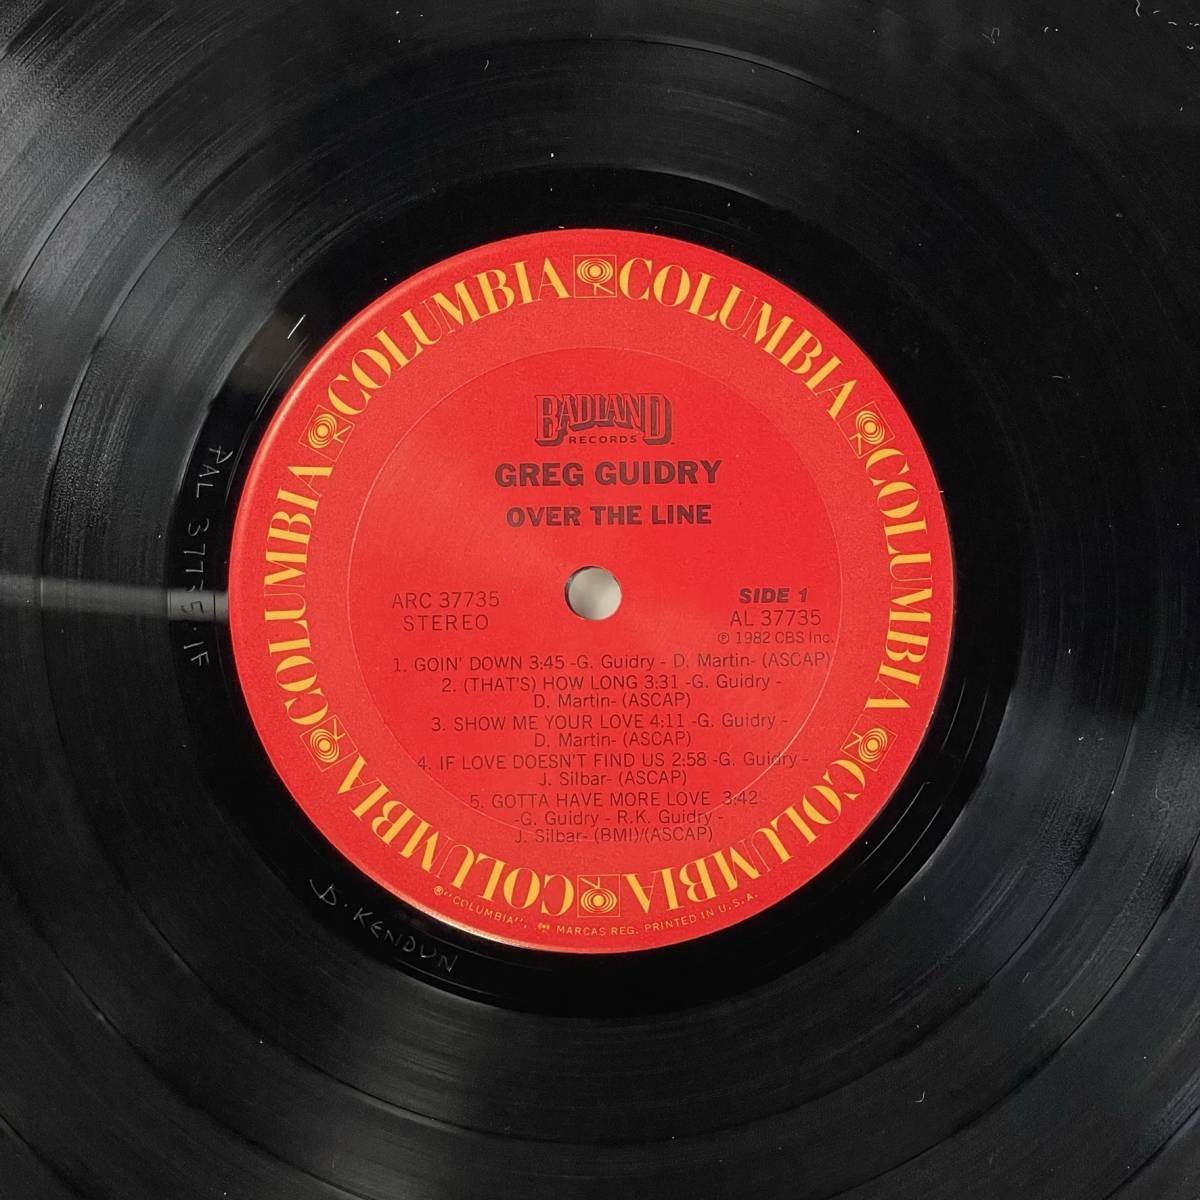 COLUMBIA COLUMBIA COLUMBIA COLUMBIA COLUMBIA COLUMBIA COLUMBIA COLUMBIA
BADLAND
RECORDS
GREG GUIDRY
OVER THE LINE
ARC 37735
STEREO
SIDE 1
AL 37735
℗ 1982 CBS Inc.
1. GOIN' DOWN 3:45 -G. Guidry - D. Martin- (ASCAP)
2. (THAT'S) HOW LONG 3:31 -G. Guidry -
D. Martin- (ASCAP)
3. SHOW ME YOUR LOVE 4:11 -G. Guidry -
D. Martin- (ASCAP)
4. IF LOVE DOESN'T FIND US 2:58 -G. Guidry -
J. Silbar- (ASCAP)
5. GOTTA HAVE MORE LOVE 3:42
-G. Guidry - R.K. Guidry -
J. Silbar- (BMI)/(ASCAP)
®"COLUMBIA", MARCAS REG. PRINTED IN U.S.A.
D. KENDUN